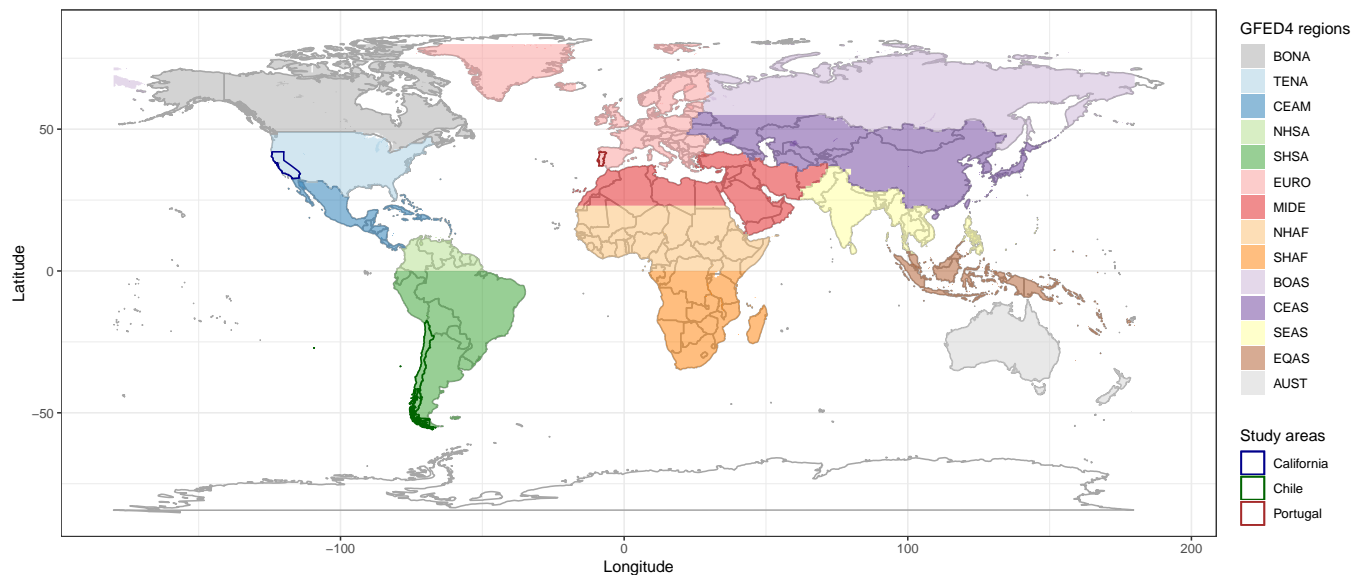 GFED4 regions
BONA
TENA
CEAM
NHSA
SHSA
EURO
MIDE
NHAF
SHAF
BOAS
CEAS
SEAS
EQAS
AUST
Study areas
California
Chile
Portugal
Latitude
50
0
−50
−100
0
100
200
Longitude